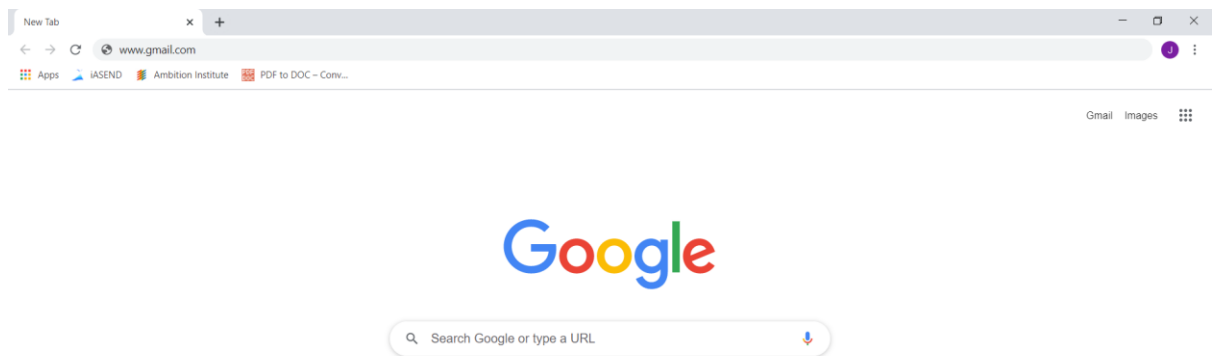 New Tab
www.gmail.com
Apps iASEND Ambition Institute PDF to DOC – Conv...
Gmail Images
Google
Search Google or type a URL
J